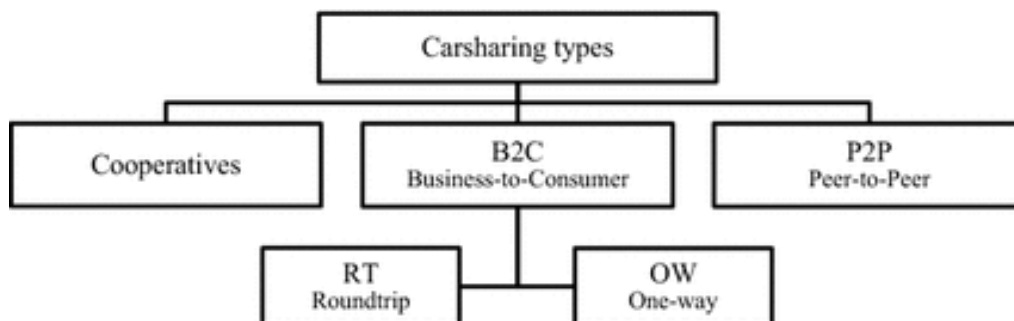 Carsharing types
Cooperatives
B2C
Business-to-Consumer
P2P
Peer-to-Peer
RT
Roundtrip
OW
One-way